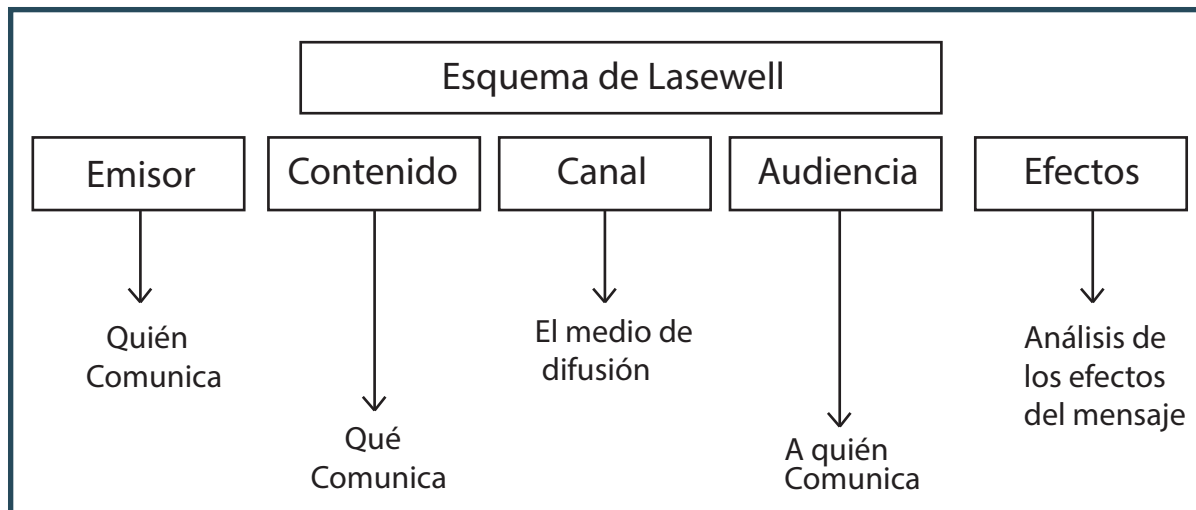 Esquema de Lasewell
Emisor
Contenido
Canal
Audiencia
Efectos
Quién
Comunica
Qué
Comunica
El medio de
difusión
A quién
Comunica
Análisis de
los efectos
del mensaje